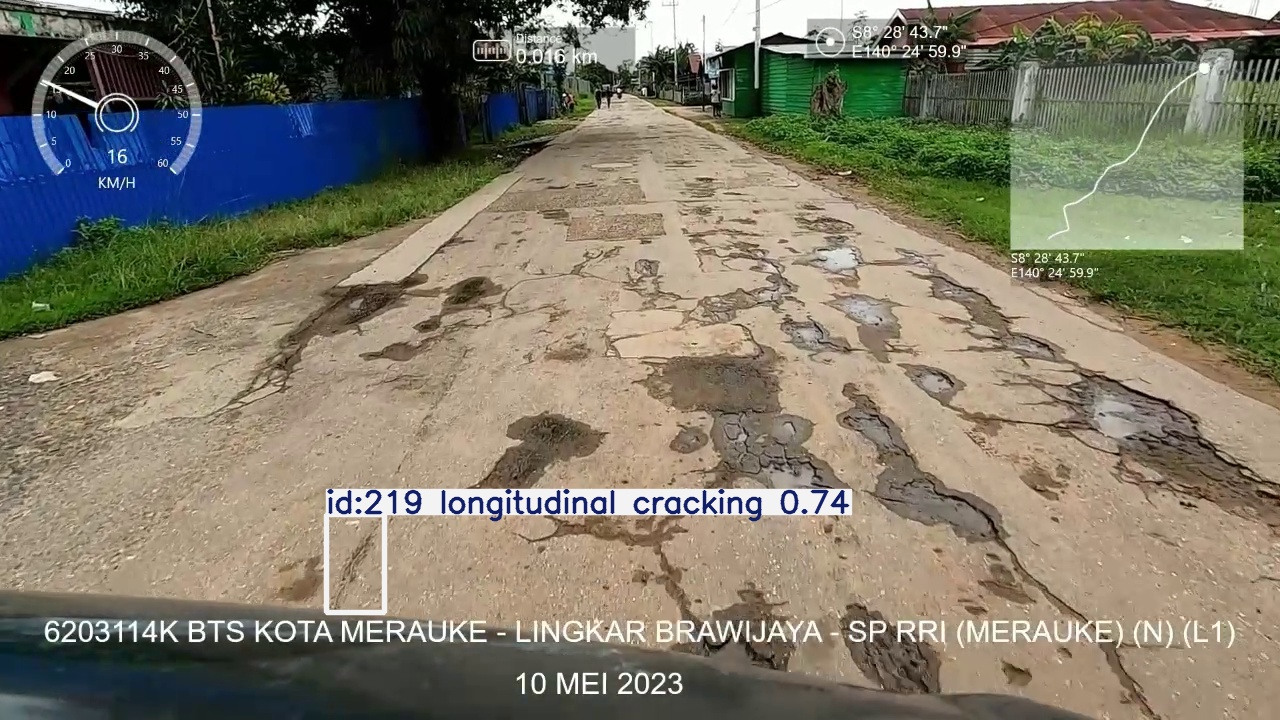 Distance
0.016 km
S8° 28' 43.7"
E140° 24' 59.9"
0
5
10
20
25
30
35
40
45
50
55
60
16
KM/H
S8° 28' 43.7"
E140° 24' 59.9"
id:219 longitudinal cracking 0.74
6203114K BTS KOTA MERAUKE - LINGKAR BRAWIJAYA - SP RRI (MERAUKE) (N) (L1)
10 MEI 2023